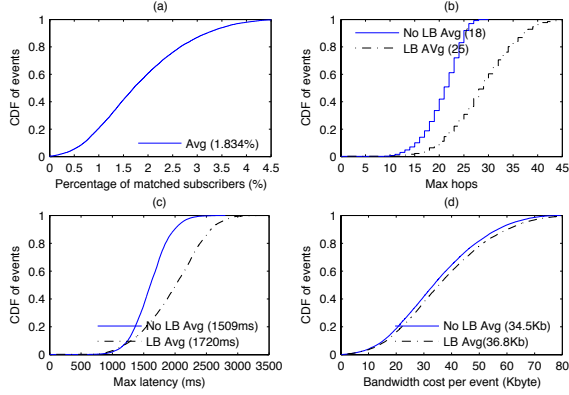 (a)
CDF of events
1
0.8
0.6
0.4
0.2
0
Avg (1.834%)
0 0.5 1 1.5 2 2.5 3 3.5 4 4.5
Percentage of matched subscribers (%)
(b)
CDF of events
1
0.8
0.6
0.4
0.2
0
No LB Avg (18)
LB AVg (25)
0 5 10 15 20 25 30 35 40 45
Max hops
(c)
CDF of events
1
0.8
0.6
0.4
0.2
0
No LB Avg (1509ms)
LB Avg (1720ms)
0 500 1000 1500 2000 2500 3000 3500
Max latency (ms)
(d)
CDF of events
1
0.8
0.6
0.4
0.2
0
No LB Avg (34.5Kb)
LB Avg(36.8Kb)
0 10 20 30 40 50 60 70 80
Bandwidth cost per event (Kbyte)